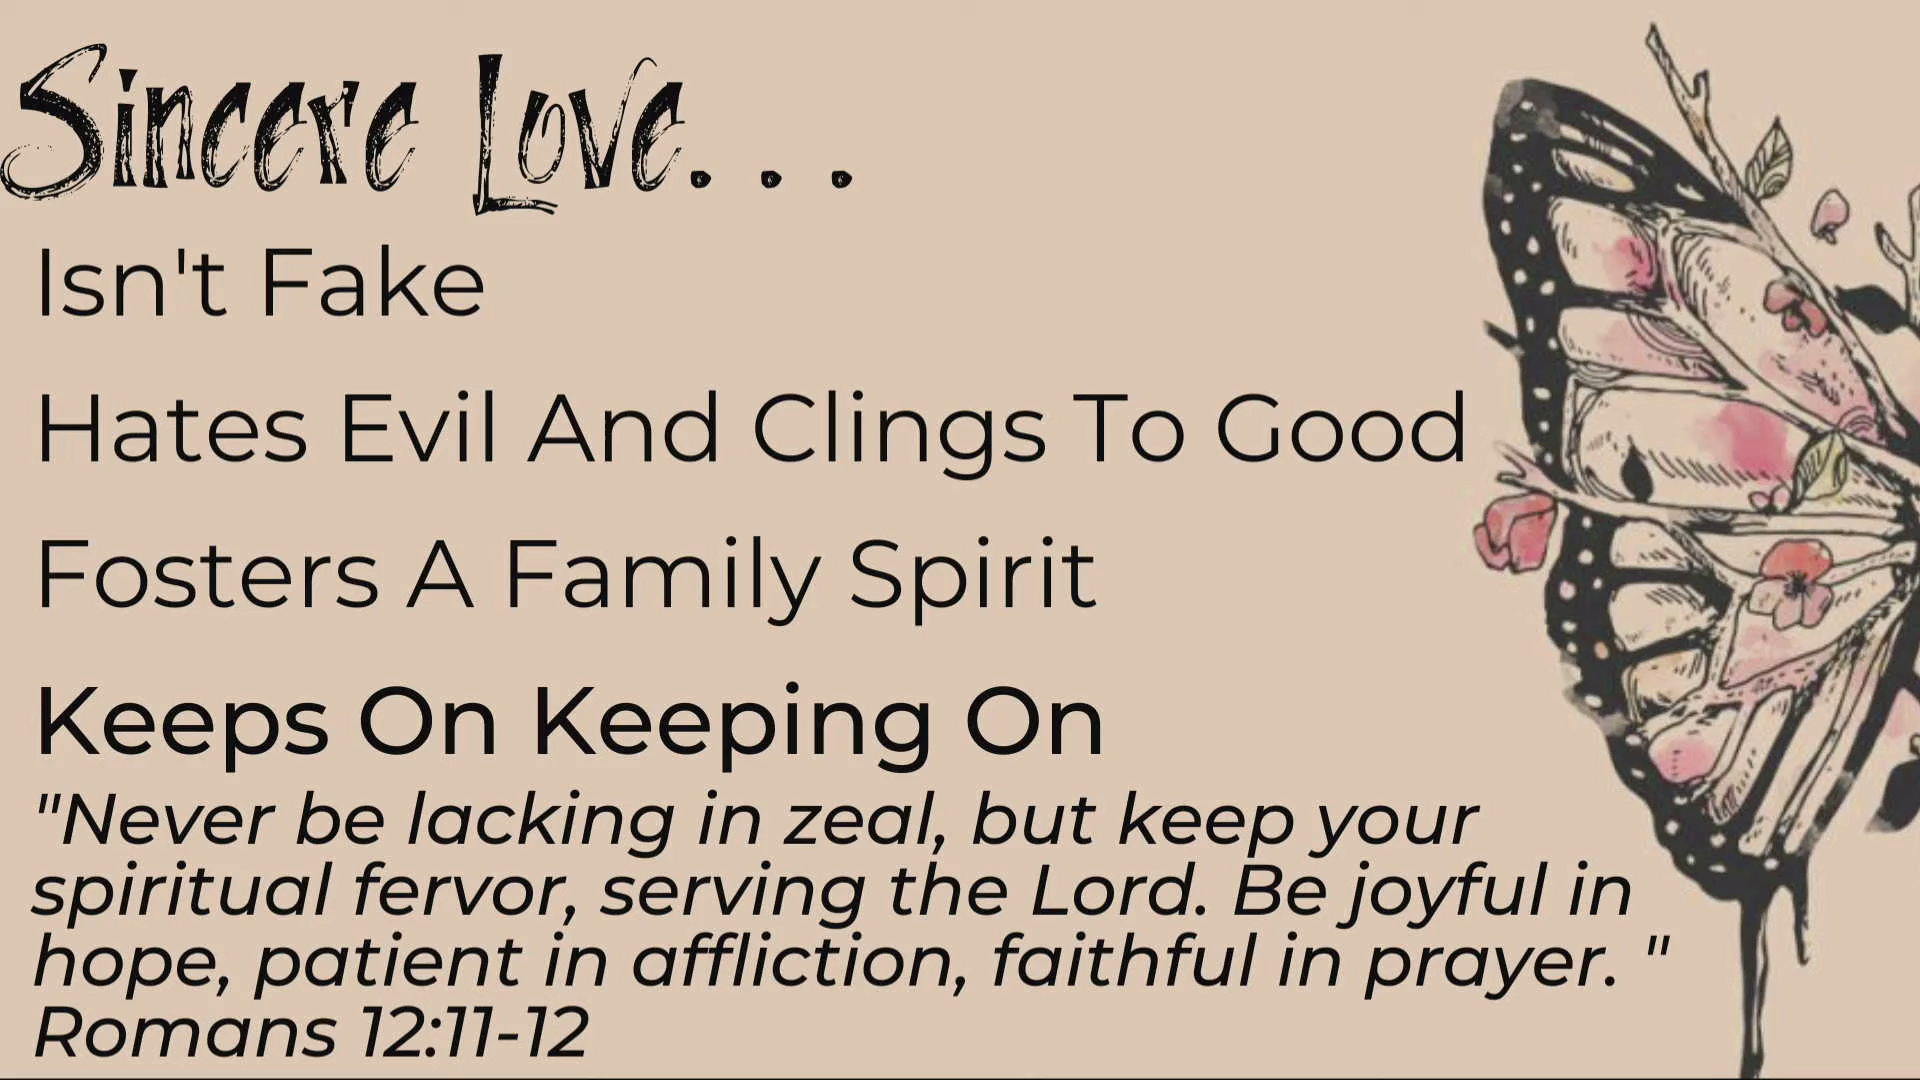 Sincere Love. . .
Isn't Fake
Hates Evil And Clings To Good
Fosters A Family Spirit
Keeps On Keeping On
"Never be lacking in zeal, but keep your
spiritual fervor, serving the Lord. Be joyful in
hope, patient in affliction, faithful in prayer. "
Romans 12:11-12